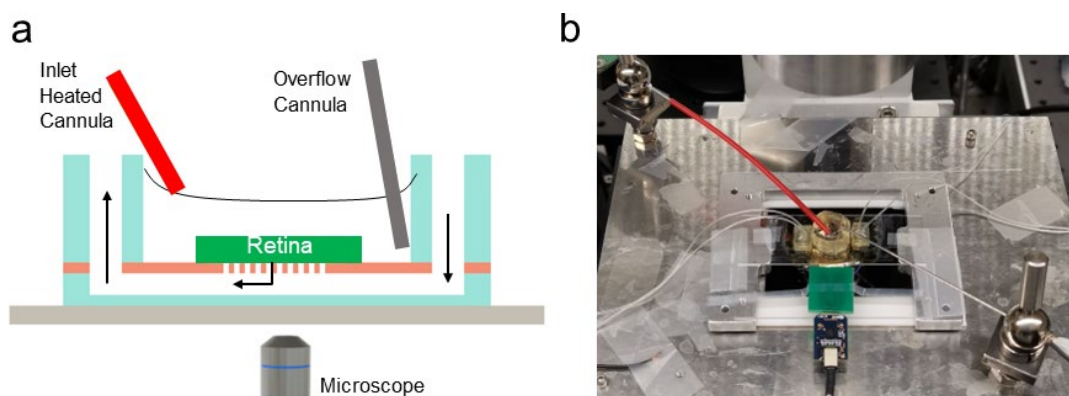 a
Inlet
Heated
Cannula
Overflow
Cannula
Retina
Microscope
b